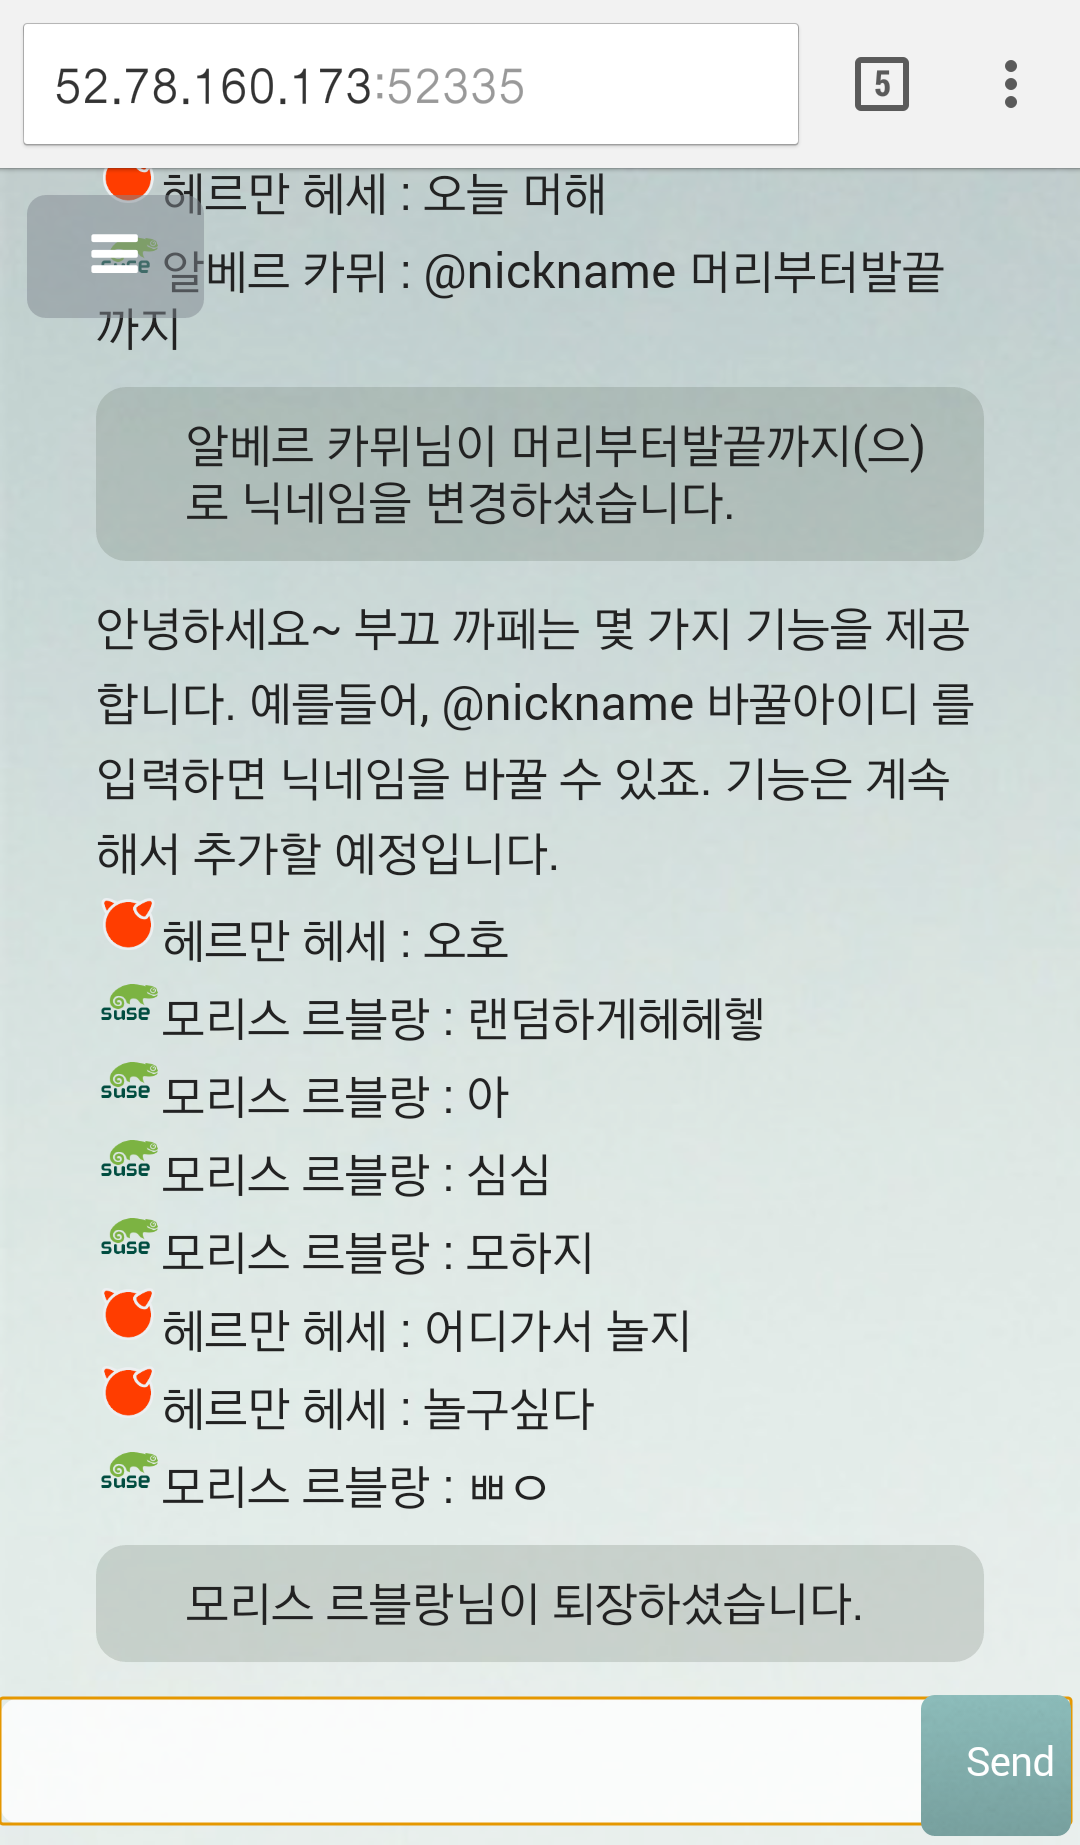 52.78.160.173:52335
5
헤르만 헤세 : 오늘 머해
suse 알베르 카뮈 : @nickname 머리부터발끝
까지
알베르 카뮈님이 머리부터발끝까지(으)
로 닉네임을 변경하셨습니다.
안녕하세요~ 부끄 까페는 몇 가지 기능을 제공
합니다. 예를들어, @nickname 바꿀아이디 를
입력하면 닉네임을 바꿀 수 있죠. 기능은 계속
해서 추가할 예정입니다.
헤르만 헤세 : 오호
suse 모리스 르블랑 : 랜덤하게헤헤헿
suse 모리스 르블랑 : 아
suse 모리스 르블랑 : 심심
suse 모리스 르블랑 : 모하지
헤르만 헤세 : 어디가서 놀지
헤르만 헤세 : 놀구싶다
suse 모리스 르블랑 : ㅃㅇ
모리스 르블랑님이 퇴장하셨습니다.
Send